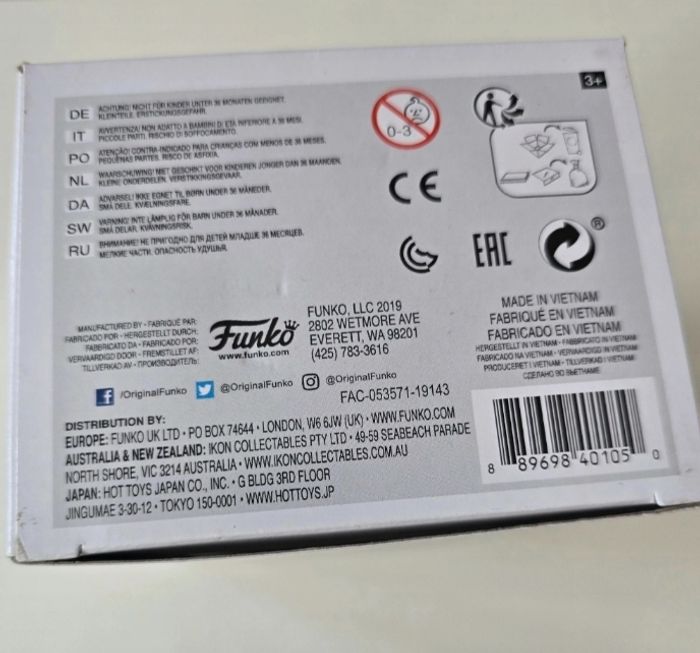 3+
DE ACHTUNG! NICHT FÜR KINDER UNTER 36 MONATEN GEEIGNET.
KLEINTEILE. ERSTICKUNGSGEFAHR.
IT AVVERTENZA! NON ADATTO A BAMBINI DI ETÀ INFERIORE A 36 MESI.
PICCOLE PARTI. RISCHIO DI SOFFOCAMENTO.
PO ATENÇÃO! CONTRA-INDICADO PARA CRIANÇAS COM MENOS DE 36 MESES.
PEQUENAS PARTES. RISCO DE ASFIXIA.
NL WAARSCHUWING! NIET GESCHIKT VOOR KINDEREN JONGER DAN 36 MAANDEN.
KLEINE ONDERDELEN. VERSTIKKINGSGEVAAR.
DA ADVARSEL! IKKE EGNET TIL BØRN UNDER 36 MÅNEDER.
SMÅ DELE. KVÆLNINGSFARE.
SW VARNING! INTE LÄMPLIG FÖR BARN UNDER 36 MÅNADER.
SMÅ DELAR. KVÄVNINGSRISK.
RU ВНИМАНИЕ! НЕ ПРИГОДНО ДЛЯ ДЕТЕЙ МЛАДШЕ 36 МЕСЯЦЕВ.
МЕЛКИЕ ЧАСТИ. ОПАСНОСТЬ УДУШЬЯ.
0-3
CE
EAC
®
MANUFACTURED BY • FABRIQUÉ PAR:
FABRICADO POR • HERGESTELLT DURCH:
FABBRICATO DA • FABRICADO POR:
VERVAARDIGD DOOR • FREMSTILLET AF:
TILLVERKAD AV • ПРОИЗВОДИТЕЛЬ:
Funko
www.funko.com
FUNKO, LLC 2019
2802 WETMORE AVE
EVERETT, WA 98201
(425) 783-3616
MADE IN VIETNAM
FABRIQUÉ EN VIETNAM
FABRICADO EN VIETNAM
HERGESTELLT IN VIETNAM • FABBRICATO IN VIETNAM
FABRICADO NA VIETNAM • VERVAARDIGD IN VIETNAM
PRODUCERET I VIETNAM • TILLVERKAD I VIETNAM
СДЕЛАНО ВО ВЬЕТНАМЕ
f /OriginalFunko @OriginalFunko @OriginalFunko
FAC-053571-19143
DISTRIBUTION BY:
EUROPE: FUNKO UK LTD • PO BOX 74644 • LONDON, W6 6JW (UK) • WWW.FUNKO.COM
AUSTRALIA & NEW ZEALAND: IKON COLLECTABLES PTY LTD • 49-59 SEABEACH PARADE
NORTH SHORE, VIC 3214 AUSTRALIA • WWW.IKONCOLLECTABLES.COM.AU
JAPAN: HOT TOYS JAPAN CO., INC. • G BLDG 3RD FLOOR
JINGUMAE 3-30-12 • TOKYO 150-0001 • WWW.HOTTOYS.JP
8 89698 40105 0